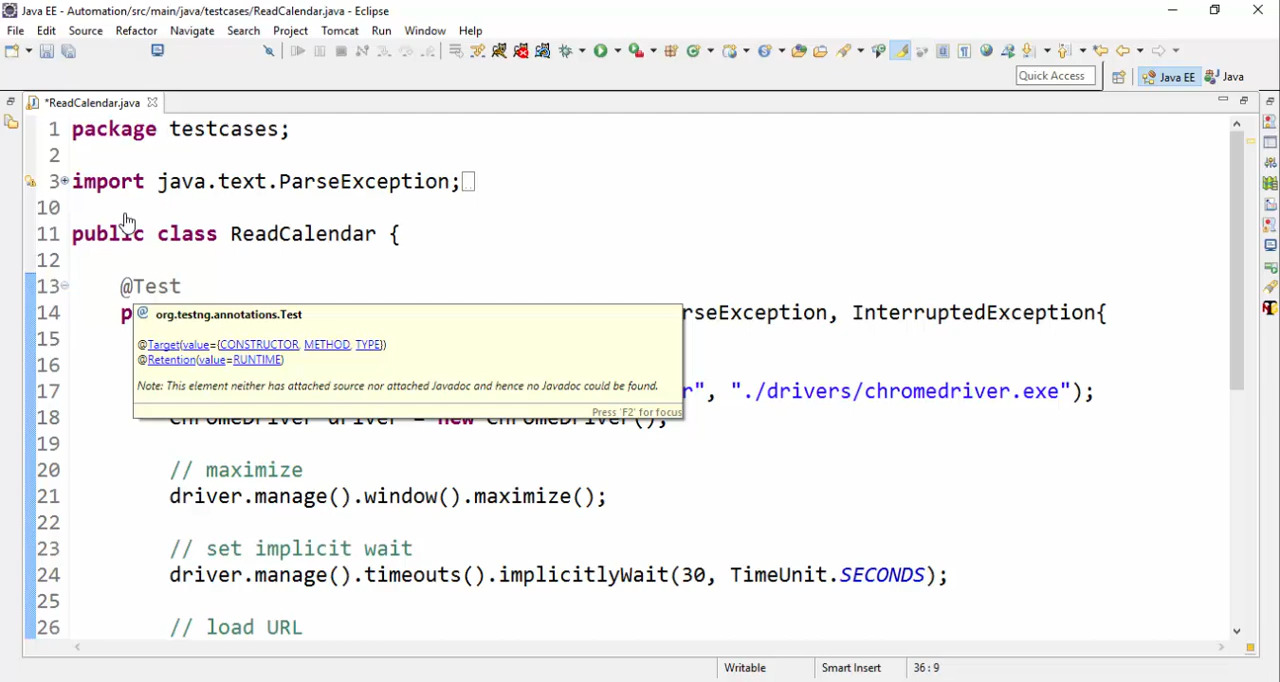 Java EE - Automation/src/main/java/testcases/ReadCalendar.java - Eclipse
File Edit Source Refactor Navigate Search Project Tomcat Run Window Help
Quick Access Java EE Java
*ReadCalendar.java
1 package testcases;
2
3 import java.text.ParseException;
10
11 public class ReadCalendar {
12
13 @Test
14 p rseException, InterruptedException{
15
16
17 r", "./drivers/chromedriver.exe");
18 ChromeDriver driver = new ChromeDriver();
19
20 // maximize
21 driver.manage().window().maximize();
22
23 // set implicit wait
24 driver.manage().timeouts().implicitlyWait(30, TimeUnit.SECONDS);
25
26 // load URL
@ org.testng.annotations.Test
@Target(value={CONSTRUCTOR, METHOD, TYPE})
@Retention(value=RUNTIME)
Note: This element neither has attached source nor attached Javadoc and hence no Javadoc could be found.
Press 'F2' for focus
Writable Smart Insert 36 : 9